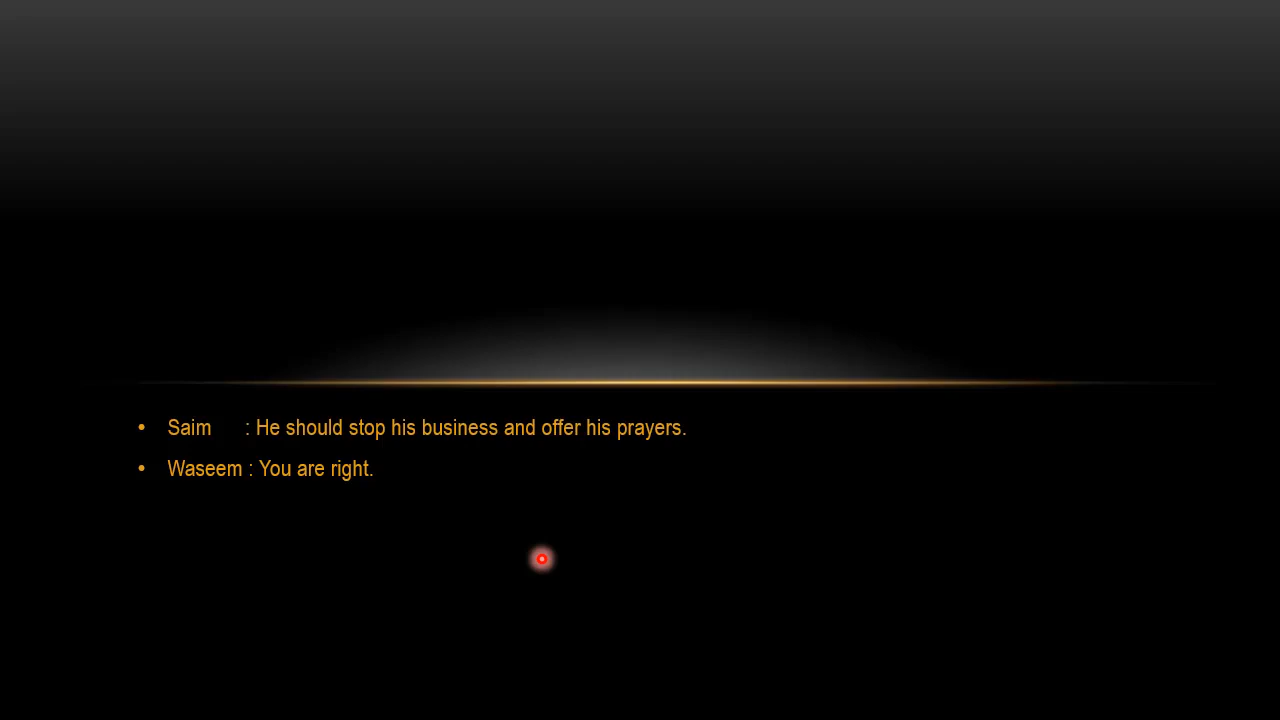 • Saim : He should stop his business and offer his prayers.
• Waseem : You are right.